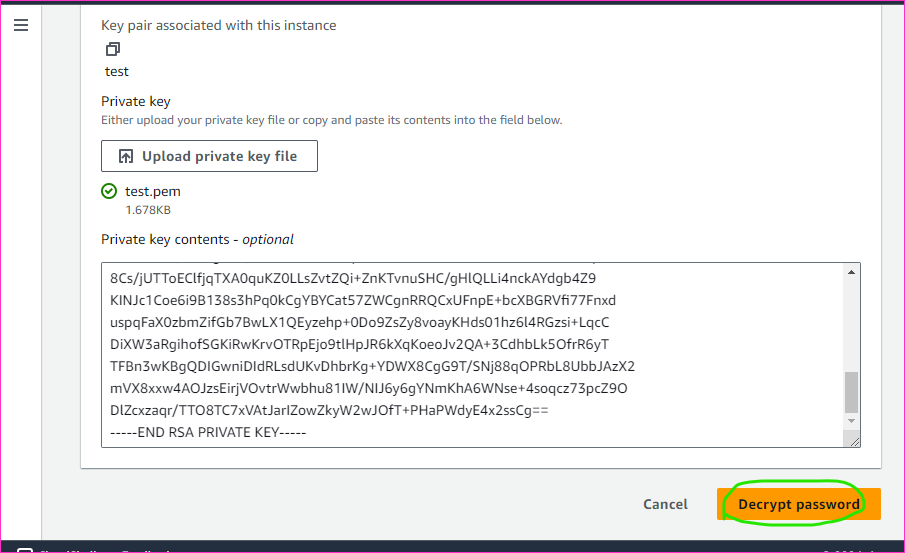 Key pair associated with this instance
test
Private key
Either upload your private key file or copy and paste its contents into the field below.
Upload private key file
test.pem
1.678KB
Private key contents - optional
8Cs/jUTToEClfjqTXA0quKZ0LLsZvtZQi+ZnKTvnuSHC/gHlQLLi4nckAYdgb4Z9
KINJc1Coe6i9B138s3hPq0kCgYBYCat57ZWCgnRRQCxUFnpE+bcXBGRVfi77Fnxd
uspqFaX0zbmZifGb7BwLX1QEyzehp+0Do9ZsZy8voayKHds01hz6l4RGzsi+LqcC
DiXW3aRgihofSGKiRwKrvOTRpEjo9tlHpJR6kXqKoeoJv2QA+3CdhbLk5OfrR6yT
TFBn3wKBgQDIGwniDIdRLsdUKvDhbrKg+YDWX8CgG9T/SNj88qOPRbL8UbbJAzX2
mVX8xxw4AOJzsEirjVOvtrWwbhu81IW/NIJ6y6gYNmKhA6WNse+4soqcz73pcZ9O
DlZcxzaqr/TTO8TC7xVAtJarIZowZkyW2wJOfT+PHaPWdyE4x2ssCg==
-----END RSA PRIVATE KEY-----
Cancel
Decrypt password